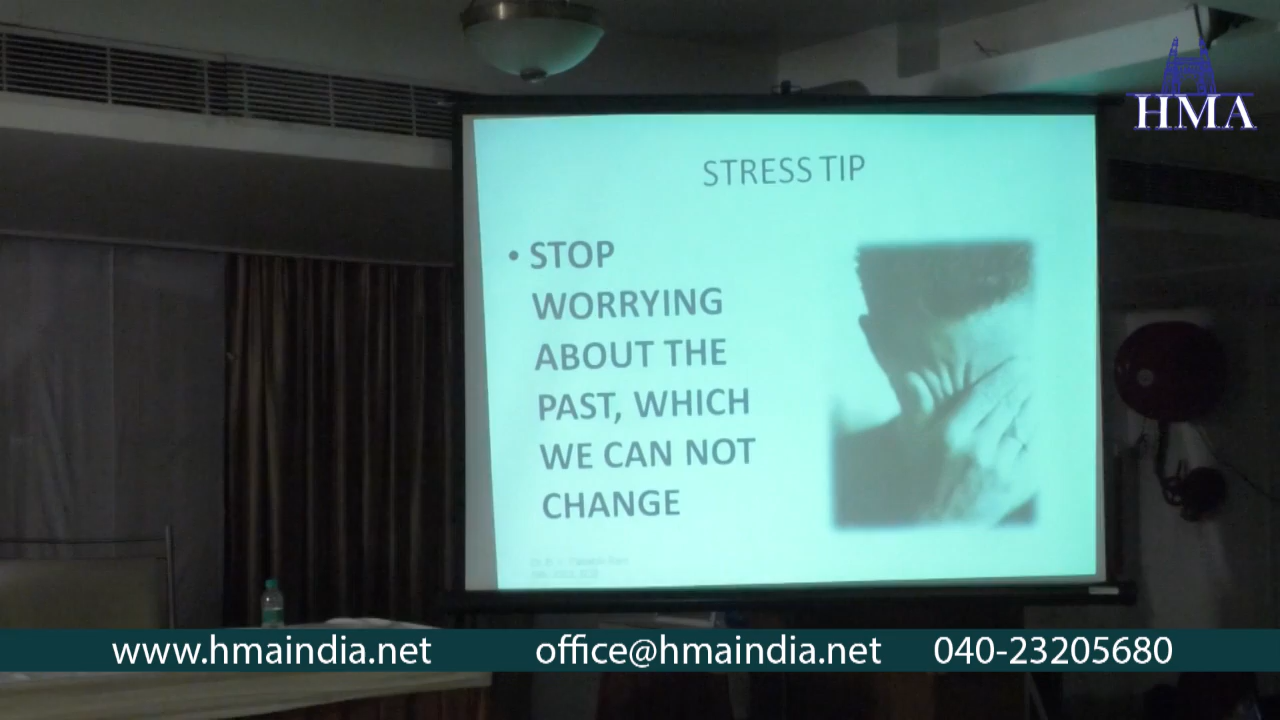 HMA
STRESS TIP
• STOP
WORRYING
ABOUT THE
PAST, WHICH
WE CAN NOT
CHANGE
www.hmaindia.net office@hmaindia.net 040-23205680